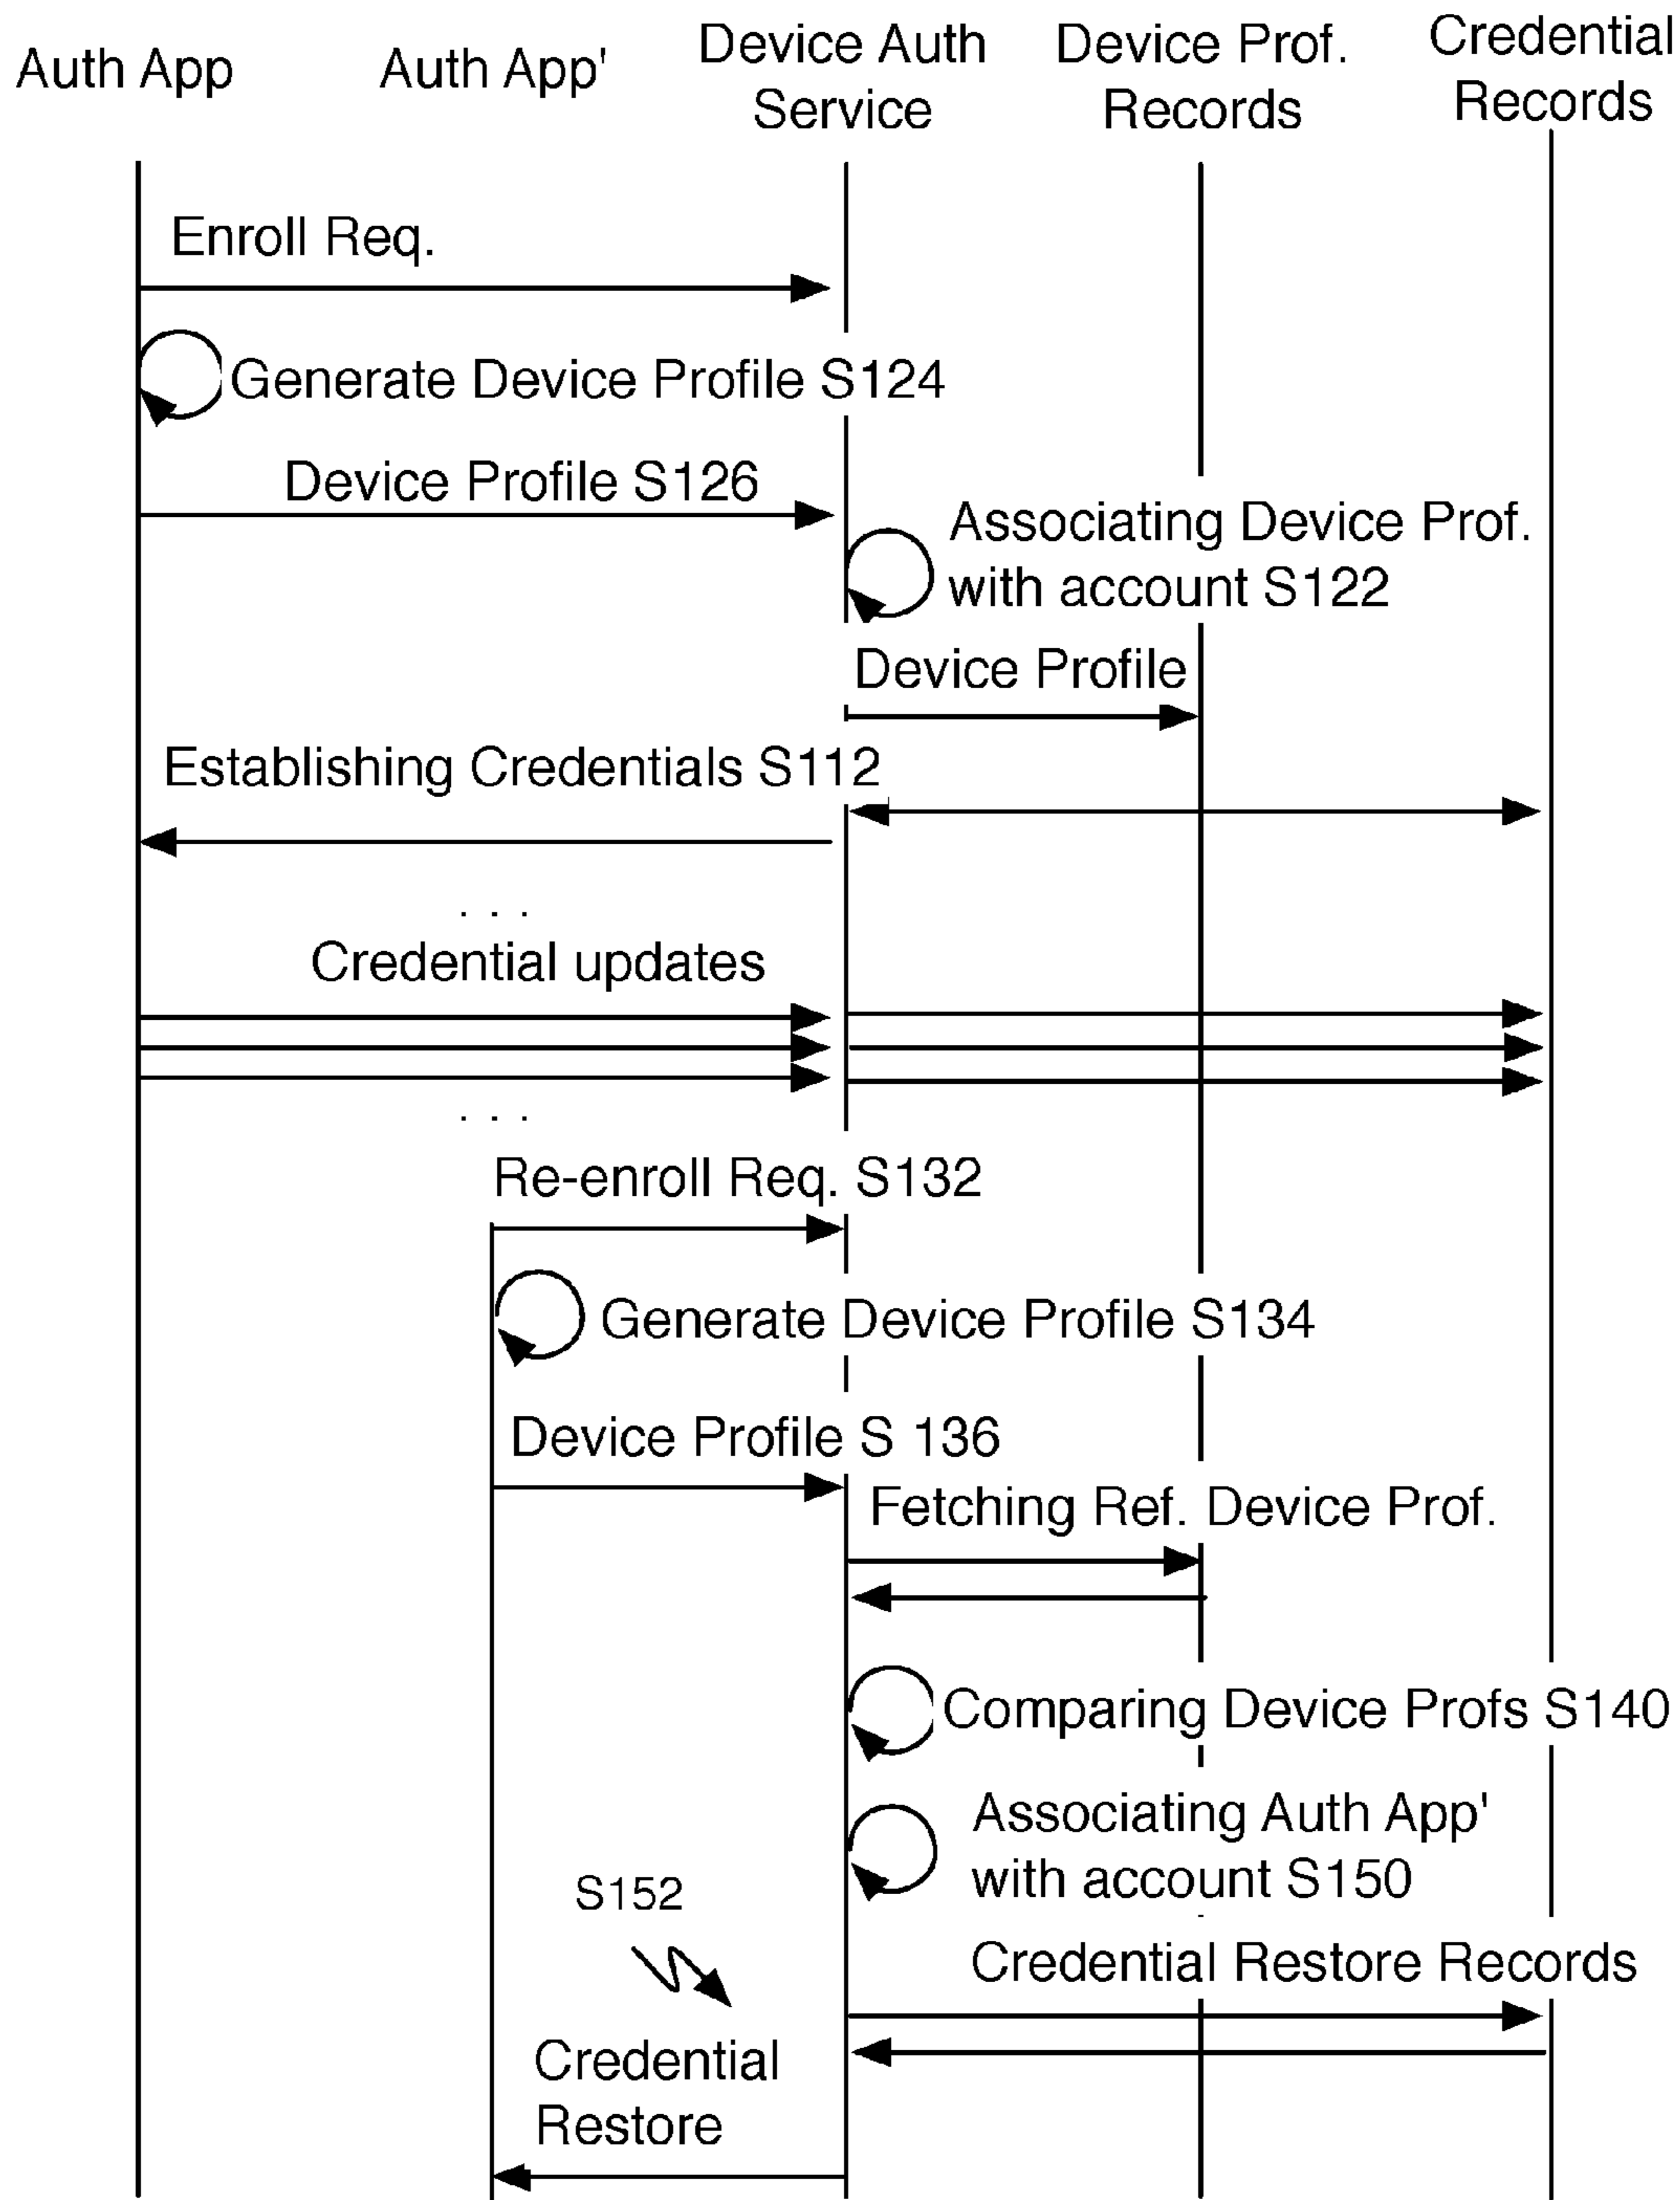 Auth App
Auth App'
Device Auth
Service
Device Prof.
Records
Credential
Records
Enroll Req.
Generate Device Profile S124
Device Profile S126
Associating Device Prof.
with account S122
Device Profile
Establishing Credentials S112
. . .
Credential updates
. . .
Re-enroll Req. S132
Generate Device Profile S134
Device Profile S 136
Fetching Ref. Device Prof.
Comparing Device Profs S140
Associating Auth App'
with account S150
S152
Credential Restore Records
Credential
Restore